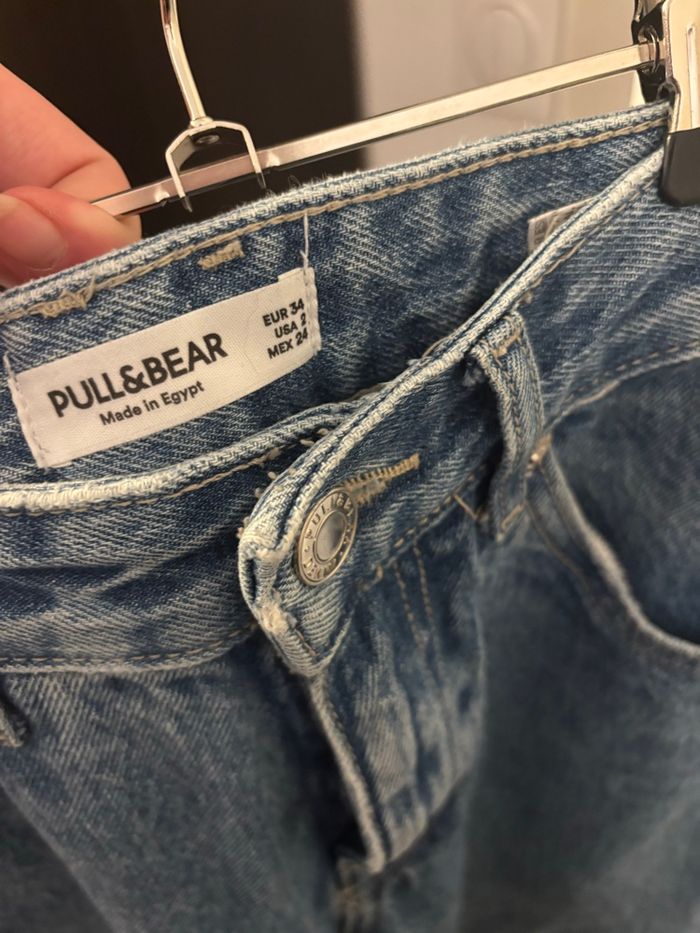 PULL&BEAR
Made in Egypt
EUR 34
USA 2
MEX 24